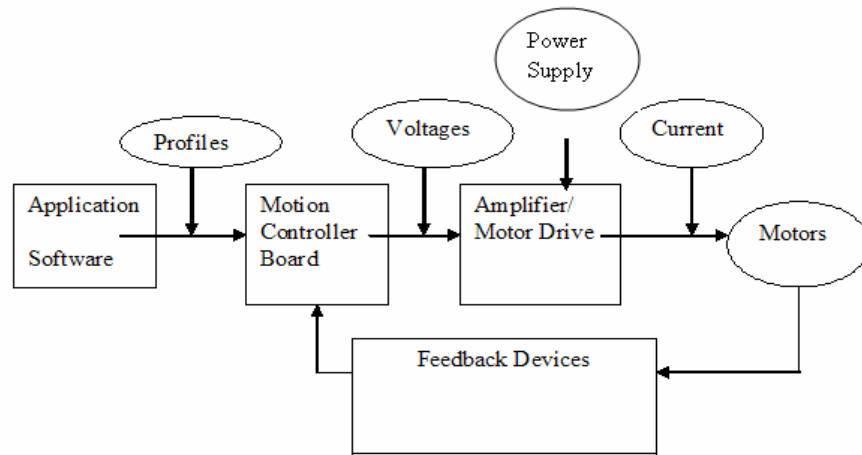 Power
Supply
Profiles
Voltages
Current
Application
Software
Motion
Controller
Board
Amplifier/
Motor Drive
Motors
Feedback Devices